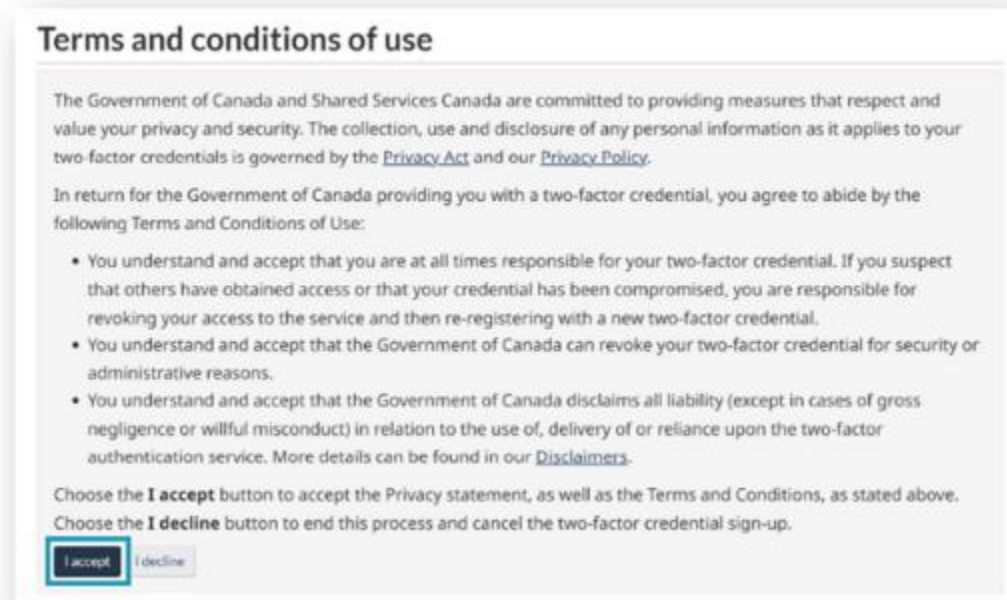 Terms and conditions of use
The Government of Canada and Shared Services Canada are committed to providing measures that respect and
value your privacy and security. The collection, use and disclosure of any personal information as it applies to your
two-factor credentials is governed by the Privacy Act and our Privacy Policy.
In return for the Government of Canada providing you with a two-factor credential, you agree to abide by the
following Terms and Conditions of Use:
• You understand and accept that you are at all times responsible for your two-factor credential. If you suspect
that others have obtained access or that your credential has been compromised, you are responsible for
revoking your access to the service and then re-registering with a new two-factor credential.
• You understand and accept that the Government of Canada can revoke your two-factor credential for security or
administrative reasons.
• You understand and accept that the Government of Canada disclaims all liability (except in cases of gross
negligence or willful misconduct) in relation to the use of, delivery of or reliance upon the two-factor
authentication service. More details can be found in our Disclaimers.
Choose the I accept button to accept the Privacy statement, as well as the Terms and Conditions, as stated above.
Choose the I decline button to end this process and cancel the two-factor credential sign-up.
I accept I decline